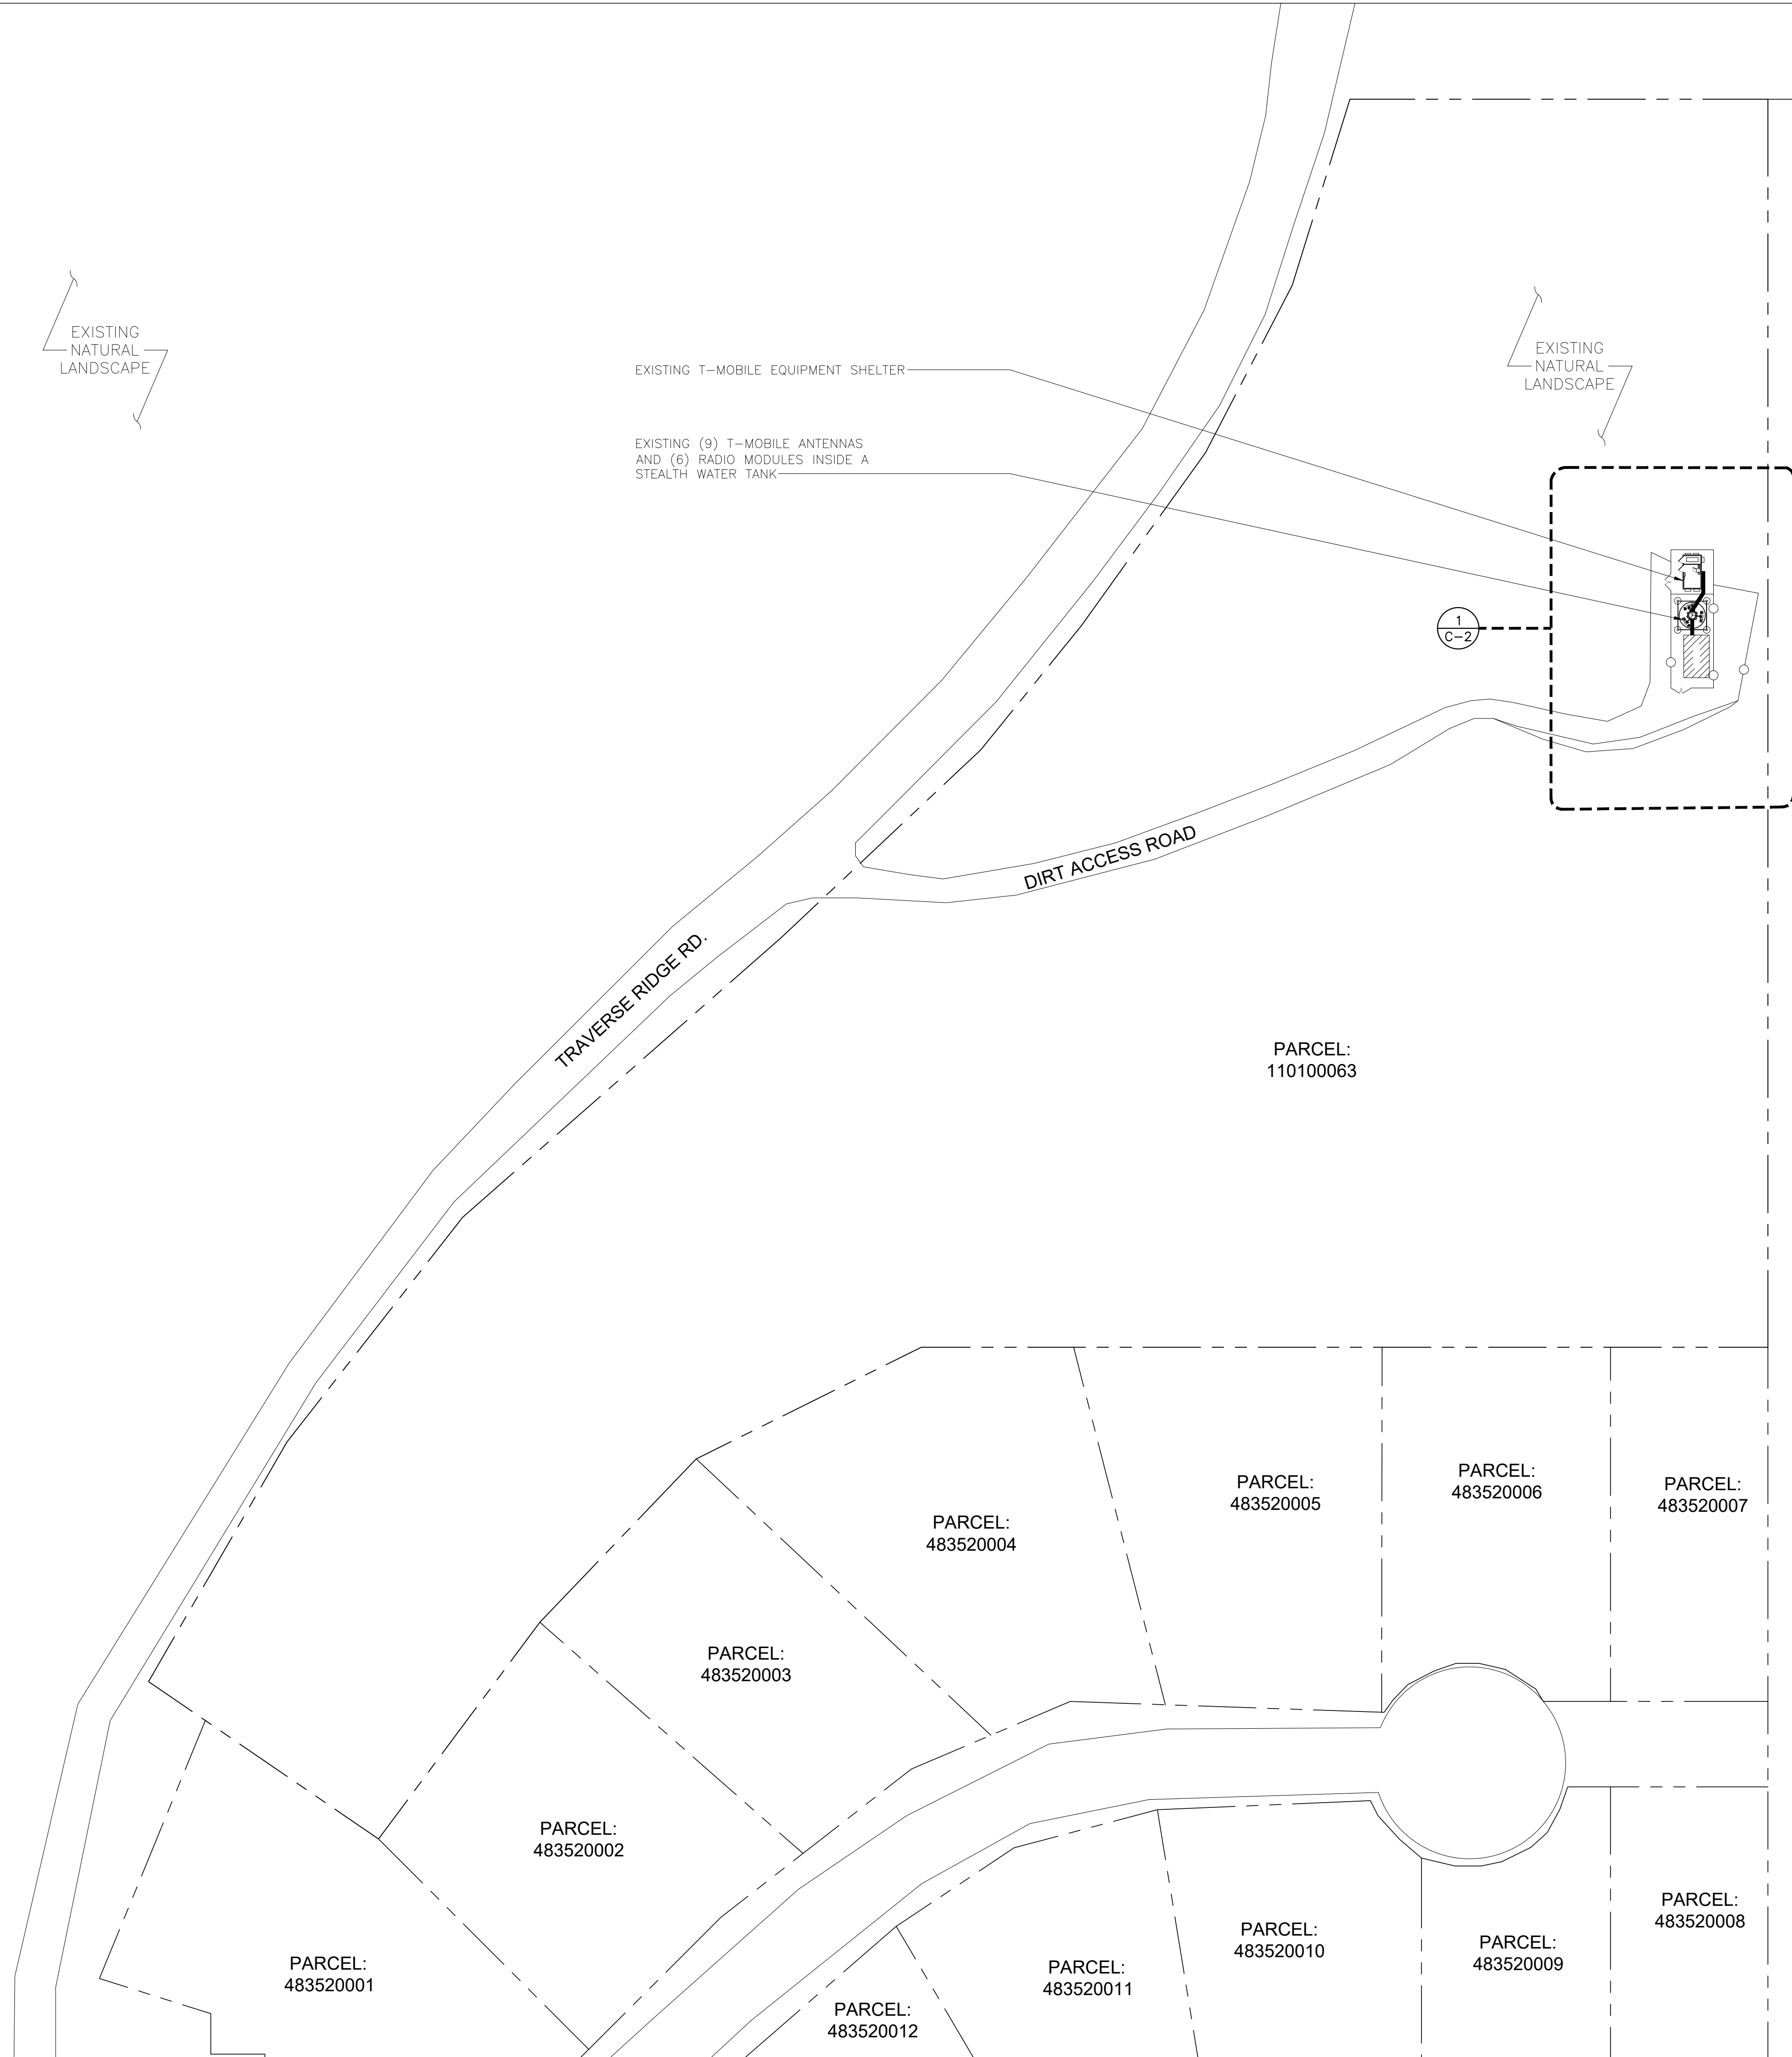 EXISTING
NATURAL
LANDSCAPE
EXISTING T-MOBILE EQUIPMENT SHELTER
EXISTING (9) T-MOBILE ANTENNAS
AND (6) RADIO MODULES INSIDE A
STEALTH WATER TANK
EXISTING
NATURAL
LANDSCAPE
1
C-2
DIRT ACCESS ROAD
TRAVERSE RIDGE RD.
PARCEL:
110100063
PARCEL:
483520005
PARCEL:
483520006
PARCEL:
483520007
PARCEL:
483520004
PARCEL:
483520003
PARCEL:
483520002
PARCEL:
483520001
PARCEL:
483520012
PARCEL:
483520011
PARCEL:
483520010
PARCEL:
483520009
PARCEL:
483520008